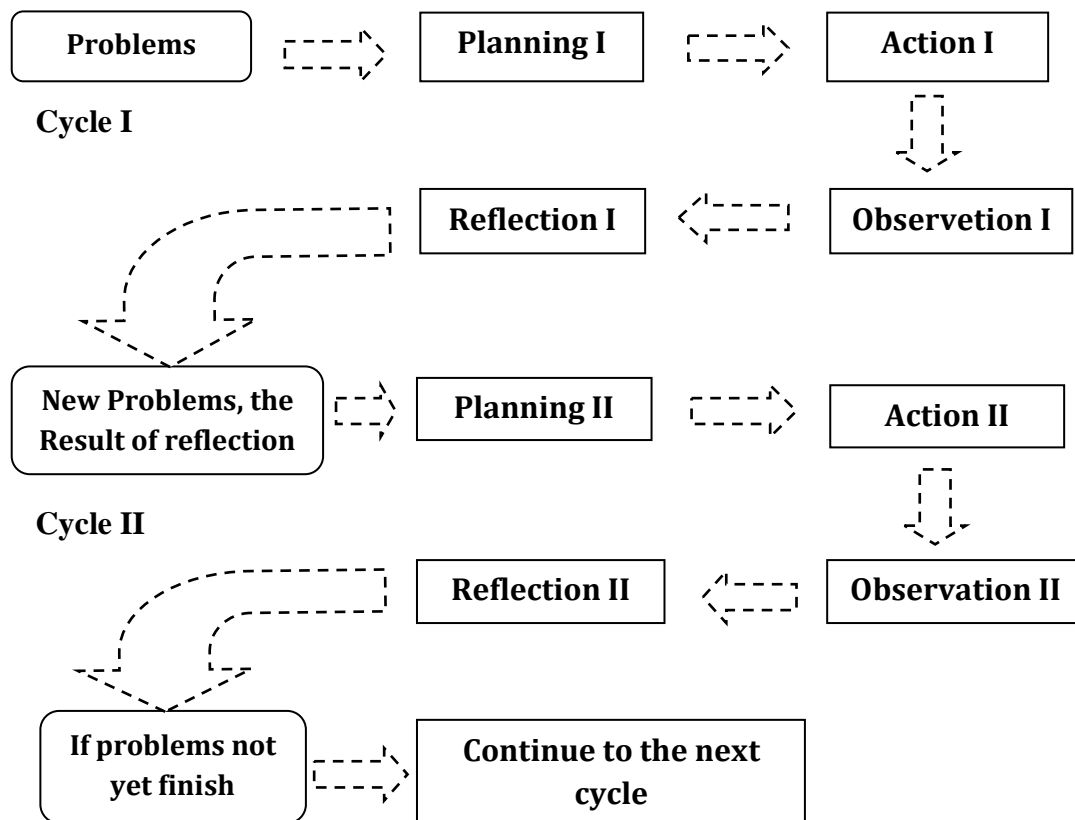 Problems
Planning I
Action I
Cycle I
Observetion I
Reflection I
New Problems, the
Result of reflection
Planning II
Action II
Cycle II
Observation II
Reflection II
If problems not
yet finish
Continue to the next
cycle